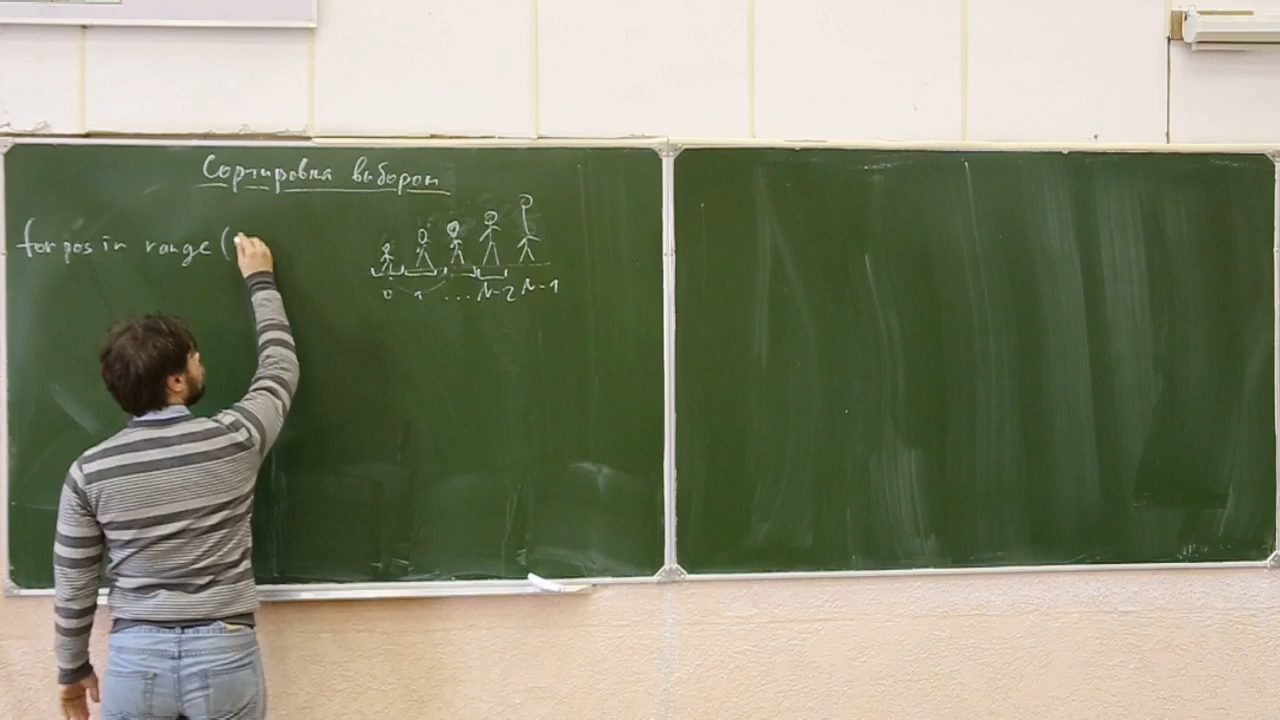 Сортировка выбором
for pos in range (
0 1 ... N-2 N-1